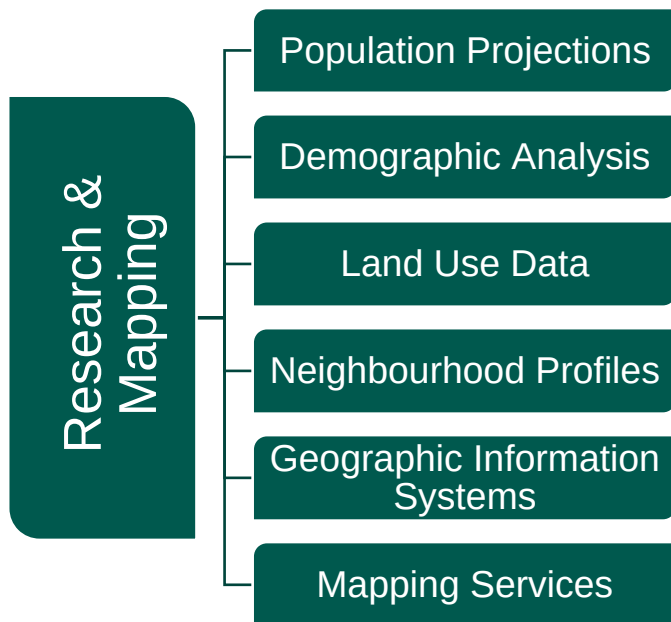 Research &
Mapping
Population Projections
Demographic Analysis
Land Use Data
Neighbourhood Profiles
Geographic Information
Systems
Mapping Services